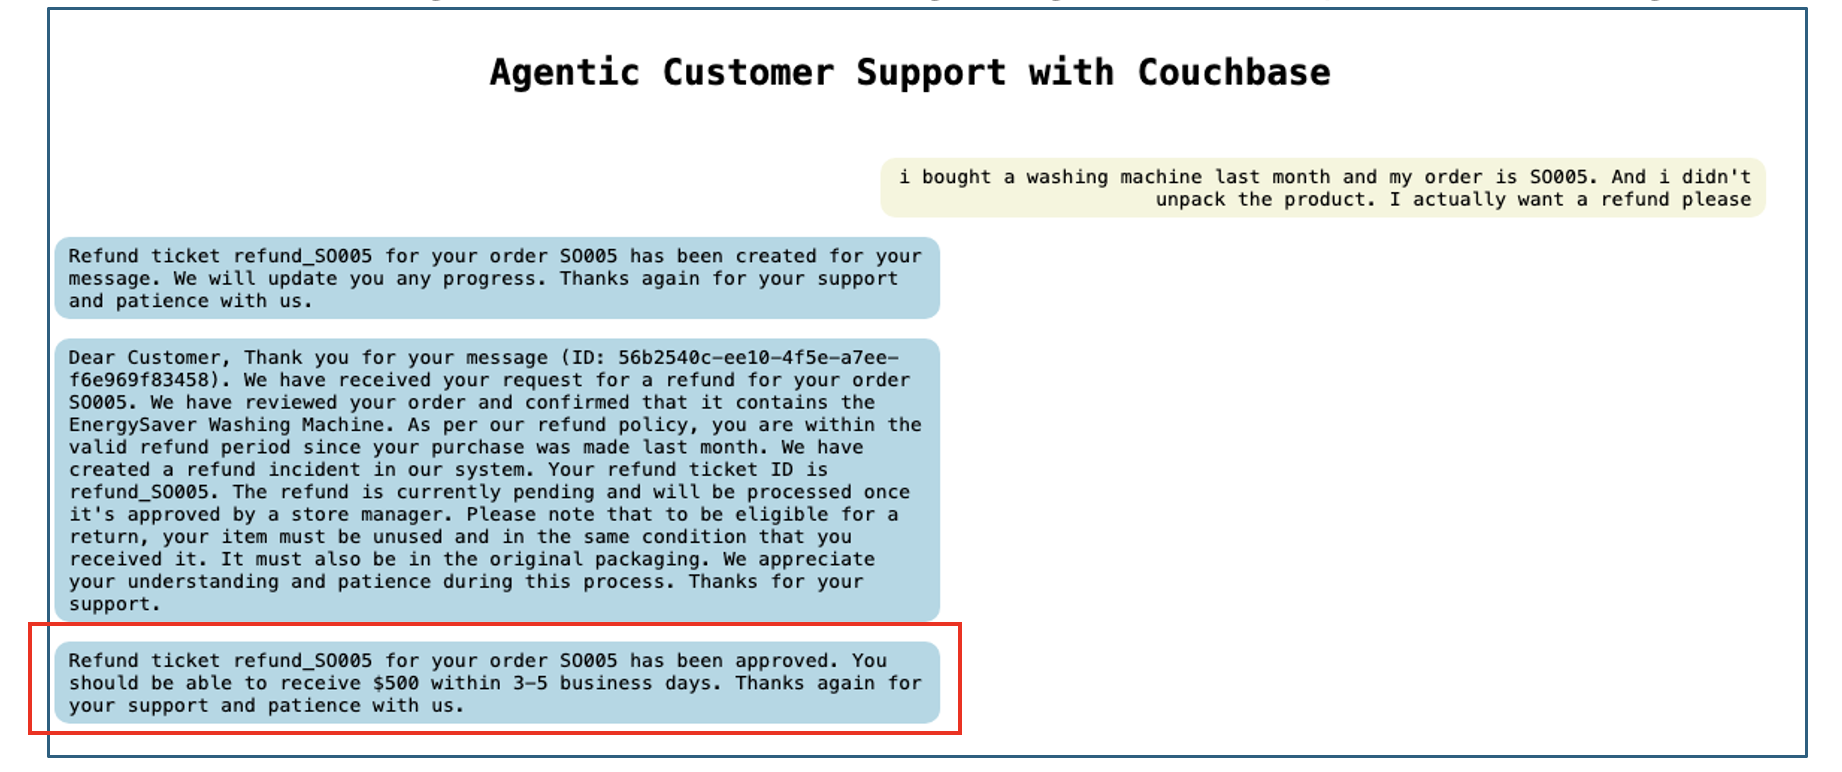 Agentic Customer Support with Couchbase
i bought a washing machine last month and my order is SO005. And i didn't
unpack the product. I actually want a refund please
Refund ticket refund_SO005 for your order SO005 has been created for your
message. We will update you any progress. Thanks again for your support
and patience with us.
Dear Customer, Thank you for your message (ID: 56b2540c-ee10-4f5e-a7ee-
f6e969f83458). We have received your request for a refund for your order
SO005. We have reviewed your order and confirmed that it contains the
EnergySaver Washing Machine. As per our refund policy, you are within the
valid refund period since your purchase was made last month. We have
created a refund incident in our system. Your refund ticket ID is
refund_SO005. The refund is currently pending and will be processed once
it's approved by a store manager. Please note that to be eligible for a
return, your item must be unused and in the same condition that you
received it. It must also be in the original packaging. We appreciate
your understanding and patience during this process. Thanks for your
support.
Refund ticket refund_SO005 for your order SO005 has been approved. You
should be able to receive $500 within 3-5 business days. Thanks again for
your support and patience with us.